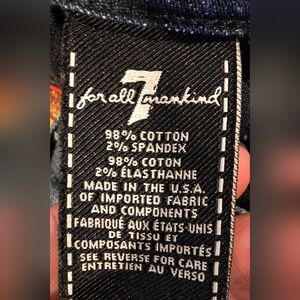 for all 7 mankind
98% COTTON
2% SPANDEX
98% COTON
2% ÉLASTHANNE
MADE IN THE U.S.A.
OF IMPORTED FABRIC
AND COMPONENTS
FABRIQUÉ AUX ÉTATS-UNIS
DE TISSU ET
COMPOSANTS IMPORTÉS
SEE REVERSE FOR CARE
ENTRETIEN AU VERSO